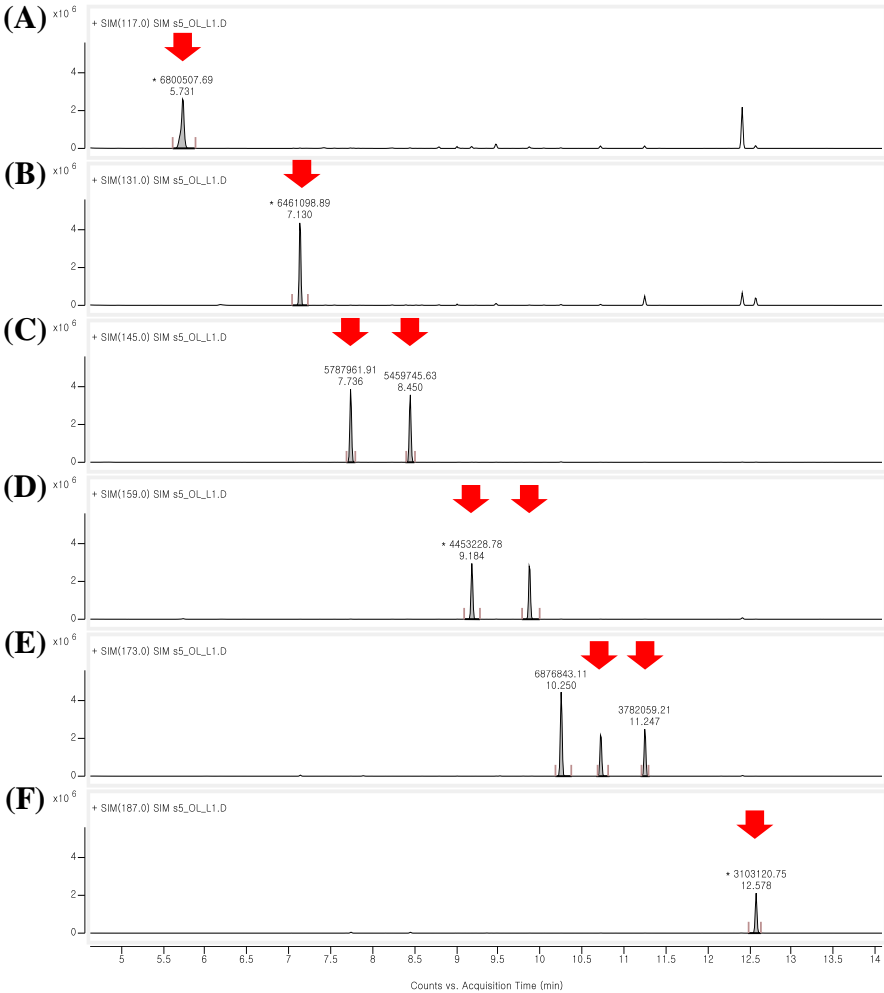 (A)
x10 6
+ SIM(117.0) SIM s5_OL_L1.D
4
2
0
* 6800507.69
5.731
(B)
x10 6
+ SIM(131.0) SIM s5_OL_L1.D
4
2
0
* 6461098.89
7.130
(C)
x10 6
+ SIM(145.0) SIM s5_OL_L1.D
4
2
0
5787961.91
7.736
5459745.63
8.450
(D)
x10 6
+ SIM(159.0) SIM s5_OL_L1.D
4
2
0
* 4453228.78
9.184
(E)
x10 6
+ SIM(173.0) SIM s5_OL_L1.D
4
2
0
6876843.11
10.250
3782059.21
11.247
(F)
x10 6
+ SIM(187.0) SIM s5_OL_L1.D
4
2
0
* 3103120.75
12.578
5 5.5 6 6.5 7 7.5 8 8.5 9 9.5 10 10.5 11 11.5 12 12.5 13 13.5 14
Counts vs. Acquisition Time (min)